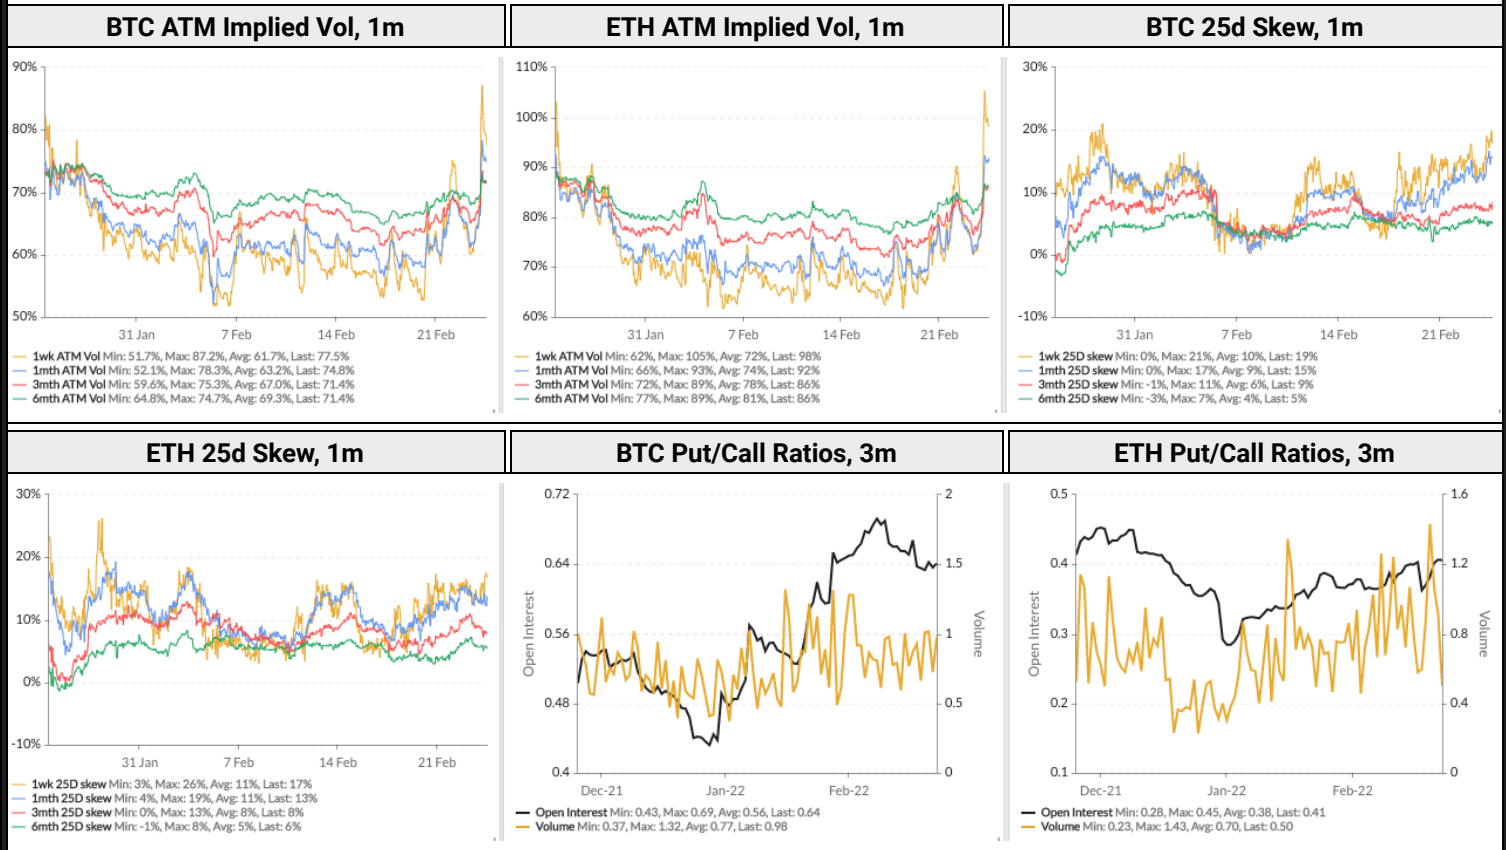 BTC ATM Implied Vol, 1m
90%
80%
70%
60%
50%
31 Jan 7 Feb 14 Feb 21 Feb
1wk ATM Vol Min: 51.7%, Max: 87.2%, Avg: 61.7%, Last: 77.5%
1mth ATM Vol Min: 52.1%, Max: 78.3%, Avg: 63.2%, Last: 74.8%
3mth ATM Vol Min: 59.6%, Max: 75.3%, Avg: 67.0%, Last: 71.4%
6mth ATM Vol Min: 64.8%, Max: 74.7%, Avg: 69.3%, Last: 71.4%
ETH ATM Implied Vol, 1m
110%
100%
90%
80%
70%
60%
31 Jan 7 Feb 14 Feb 21 Feb
1wk ATM Vol Min: 62%, Max: 105%, Avg: 72%, Last: 98%
1mth ATM Vol Min: 66%, Max: 93%, Avg: 74%, Last: 92%
3mth ATM Vol Min: 72%, Max: 89%, Avg: 78%, Last: 86%
6mth ATM Vol Min: 77%, Max: 89%, Avg: 81%, Last: 86%
BTC 25d Skew, 1m
30%
20%
10%
0%
-10%
31 Jan 7 Feb 14 Feb 21 Feb
1wk 25D skew Min: 0%, Max: 21%, Avg: 10%, Last: 19%
1mth 25D skew Min: 0%, Max: 17%, Avg: 9%, Last: 15%
3mth 25D skew Min: -1%, Max: 11%, Avg: 6%, Last: 9%
6mth 25D skew Min: -3%, Max: 7%, Avg: 4%, Last: 5%
ETH 25d Skew, 1m
30%
20%
10%
0%
-10%
31 Jan 7 Feb 14 Feb 21 Feb
1wk 25D skew Min: 3%, Max: 26%, Avg: 11%, Last: 17%
1mth 25D skew Min: 4%, Max: 19%, Avg: 11%, Last: 13%
3mth 25D skew Min: 0%, Max: 13%, Avg: 8%, Last: 8%
6mth 25D skew Min: -1%, Max: 8%, Avg: 5%, Last: 6%
BTC Put/Call Ratios, 3m
0.72 2
0.64 1.5
0.56 1
0.48 0.5
0.4 0
Open Interest
Volume
Dec-21 Jan-22 Feb-22
Open Interest Min: 0.43, Max: 0.69, Avg: 0.56, Last: 0.64
Volume Min: 0.37, Max: 1.32, Avg: 0.77, Last: 0.98
ETH Put/Call Ratios, 3m
0.5 1.6
0.4 1.2
0.3 0.8
0.2 0.4
0.1 0
Open Interest
Volume
Dec-21 Jan-22 Feb-22
Open Interest Min: 0.28, Max: 0.45, Avg: 0.38, Last: 0.41
Volume Min: 0.23, Max: 1.43, Avg: 0.70, Last: 0.50